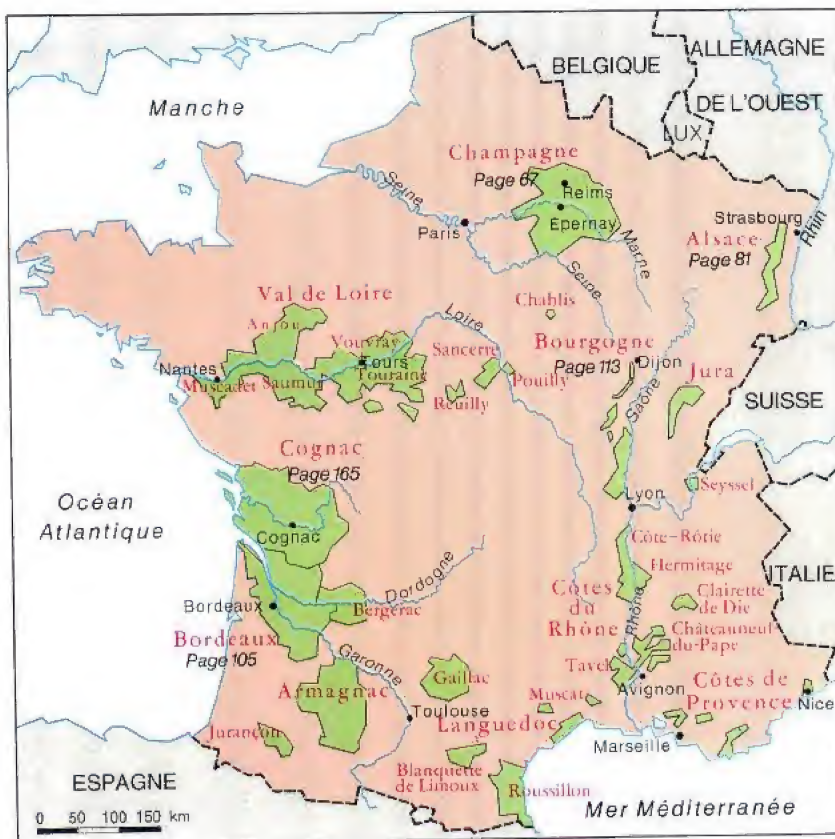 BELGIQUE
ALLEMAGNE
DE L'OUEST
LUX
Manche
Champagne
Page 67
Reims
Seine
Paris
Épernay
Marne
Seine
Strasbourg
Rhin
Alsace
Page 81
Chablis
Val de Loire
Anjou
Loire
Vouvray
Bourgogne
Nantes
Tours
Sancerre
Page 113
Dijon
Muscadet
Saumur
Touraine
Pouilly
Jura
Reuilly
Saône
SUISSE
Cognac
Page 165
Océan
Atlantique
Cognac
Lyon
Seyssel
Côte-Rôtie
Hermitage
ITALIE
Dordogne
Côtes
du
Rhône
Rhône
Clairette
de Die
Bordeaux
Bergerac
Châteauneuf-
du-Pape
Bordeaux
Page 105
Garonne
Tavel
Armagnac
Gaillac
Avignon
Côtes de
Provence
Muscat
Nice
Toulouse
Languedoc
Jurançon
Marseille
ESPAGNE
Blanquette
de Limoux
Roussillon
0 50 100 150 km
Mer Méditerranée